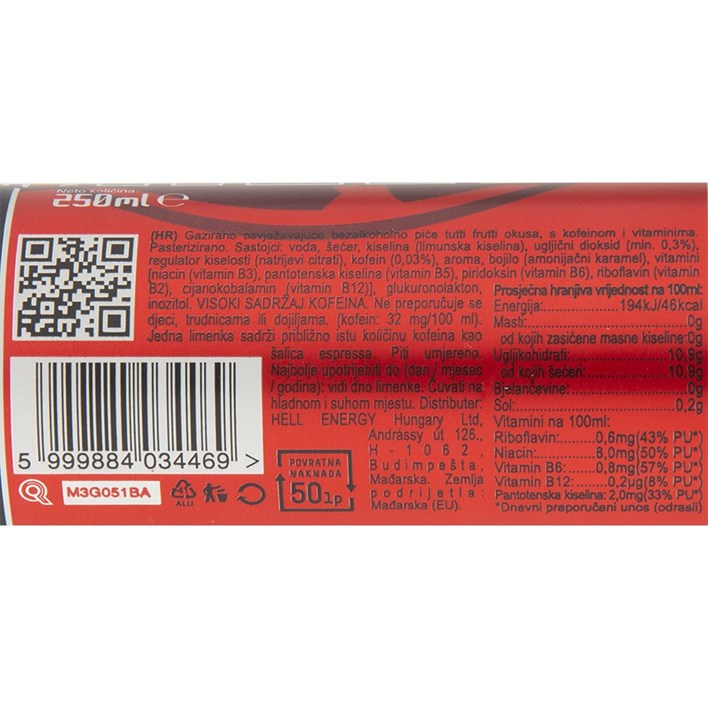 Neto količina:
250ml ℮
(HR) Gazirano osvježavajuće bezalkoholno piće tutti frutti okusa, s kofeinom i vitaminima.
Pasterizirano. Sastojci: voda, šećer, kiselina (limunska kiselina), ugljični dioksid (min. 0,3%),
regulator kiselosti (natrijevi citrati), kofein (0,03%), aroma, bojilo (amonijačni karamel), vitamini
[niacin (vitamin B3), pantotenska kiselina (vitamin B5), piridoksin (vitamin B6), riboflavin (vitamin
B2), cijanokobalamin (vitamin B12)], glukuronolakton,
inozitol. VISOKI SADRŽAJ KOFEINA. Ne preporučuje se
djeci, trudnicama ili dojiljama. (kofein: 32 mg/100 ml).
Jedna limenka sadrži približno istu količinu kofeina kao
šalica espressa. Piti umjereno.
Najbolje upotrijebiti do (dan / mjesec
/ godina): vidi dno limenke. Čuvati na
hladnom i suhom mjestu. Distributer:
HELL ENERGY Hungary Ltd,
Andrássy út 126.,
H-1062
Budimpešta,
Mađarska. Zemlja
podrijetla:
Mađarska (EU).
Prosječna hranjiva vrijednost na 100ml:
Energija: 194kJ/46kcal
Masti: 0g
od kojih zasićene masne kiseline: 0g
Ugljikohidrati: 10,9g
od kojih šećeri: 10,9g
Bjelančevine: 0g
Sol: 0,2g
Vitamini na 100ml:
Riboflavin: 0,6mg(43% PU*)
Niacin: 8,0mg(50% PU*)
Vitamin B6: 0,8mg(57% PU*)
Vitamin B12: 0,2µg(8% PU*)
Pantotenska kiselina: 2,0mg(33% PU*)
*Dnevni preporučeni unos (odrasli)
5 999884 034469 >
M3G051BA
ALU
POVRATNA
NAKNADA
50lp